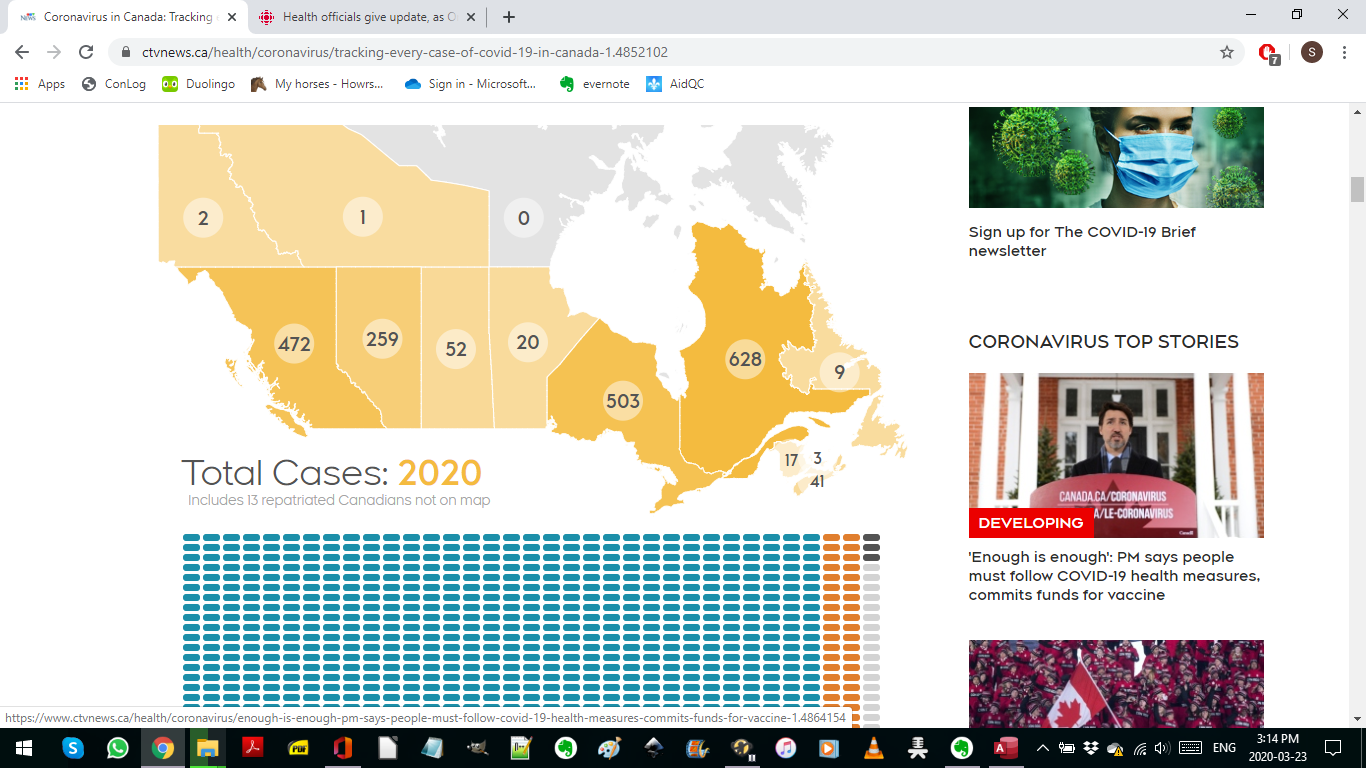 Coronavirus in Canada: Tracking
Health officials give update, as O
ctvnews.ca/health/coronavirus/tracking-every-case-of-covid-19-in-canada-1.4852102
7
S
Apps
ConLog
Duolingo
My horses - Howrs...
Sign in - Microsoft...
evernote
AidQC
2
1
0
472
259
52
20
503
628
9
17
3
41
Total Cases: 2020
Includes 13 repatriated Canadians not on map
Sign up for The COVID-19 Brief
newsletter
CORONAVIRUS TOP STORIES
CANADA.CA/CORONAVIRUS
A/LE-CORONAVIRUS
Canada
DEVELOPING
'Enough is enough': PM says people
must follow COVID-19 health measures,
commits funds for vaccine
https://www.ctvnews.ca/health/coronavirus/enough-is-enough-pm-says-people-must-follow-covid-19-health-measures-commits-funds-for-vaccine-1.4864154
PDF
ENG
3:14 PM
2020-03-23